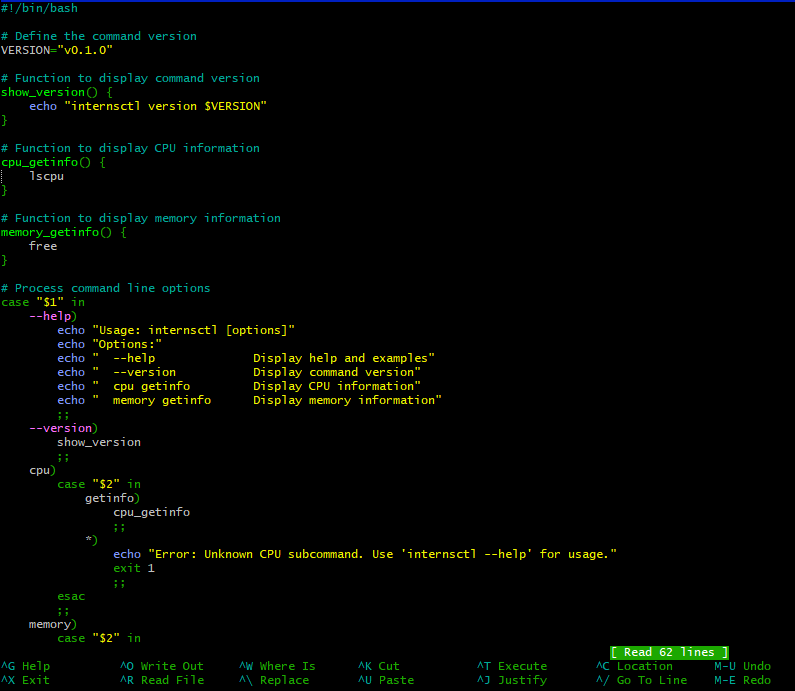 #!/bin/bash
# Define the command version
VERSION="v0.1.0"
# Function to display command version
show_version() {
    echo "internsctl version $VERSION"
}
# Function to display CPU information
cpu_getinfo() {
    lscpu
}
# Function to display memory information
memory_getinfo() {
    free
}
# Process command line options
case "$1" in
    --help)
        echo "Usage: internsctl [options]"
        echo "Options:"
        echo "  --help              Display help and examples"
        echo "  --version           Display command version"
        echo "  cpu getinfo         Display CPU information"
        echo "  memory getinfo      Display memory information"
        ;;
    --version)
        show_version
        ;;
    cpu)
        case "$2" in
            getinfo)
                cpu_getinfo
                ;;
            *)
                echo "Error: Unknown CPU subcommand. Use 'internsctl --help' for usage."
                exit 1
                ;;
        esac
        ;;
    memory)
        case "$2" in
[ Read 62 lines ]
^G Help ^O Write Out ^W Where Is ^K Cut ^T Execute ^C Location M-U Undo
^X Exit ^R Read File ^\ Replace ^U Paste ^J Justify ^/ Go To Line M-E Redo